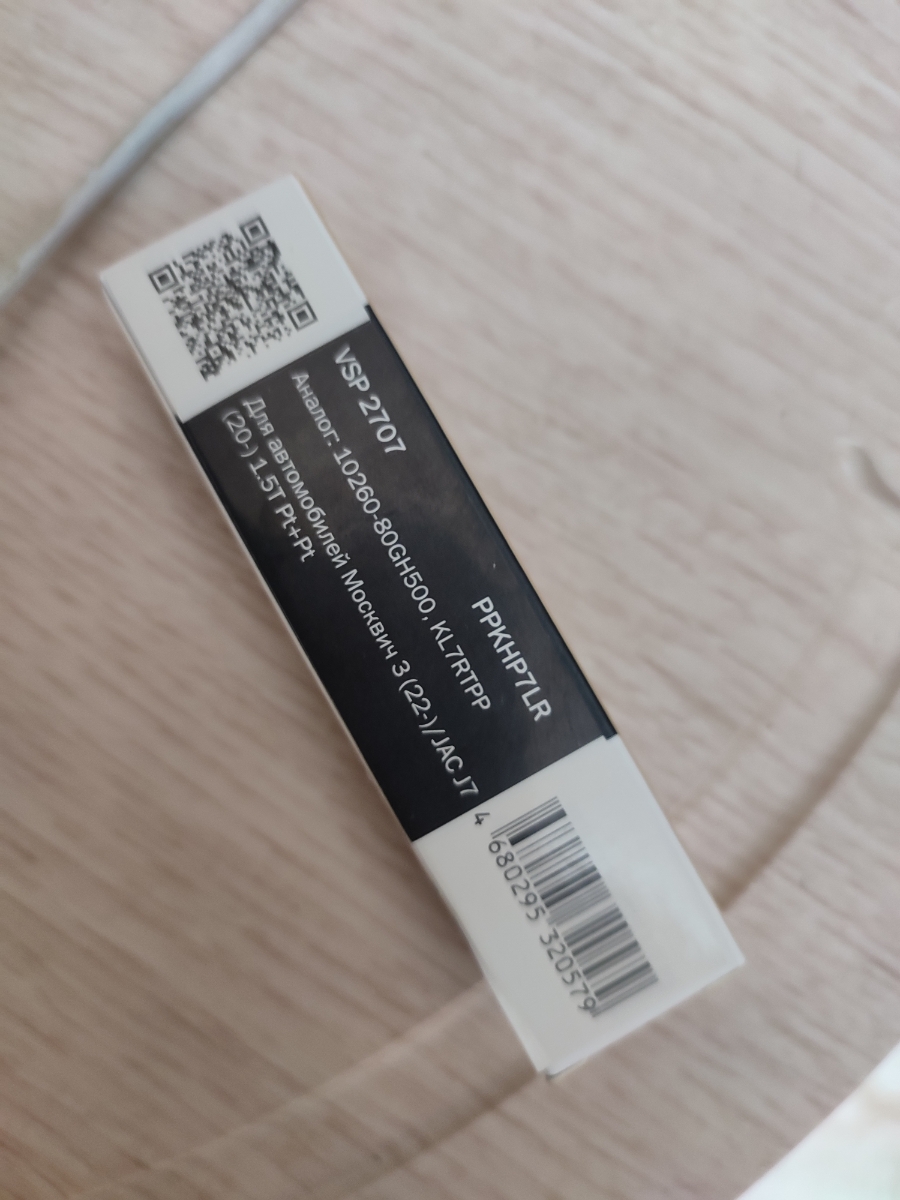 VSP 2707
PPKHP7LR
Аналог: 10260-80GH500, KL7RTPP
Для автомобилей Москвич 3 (22-)/JAC J7
(20-) 1.5T Pt+Pt
4 680295 320579